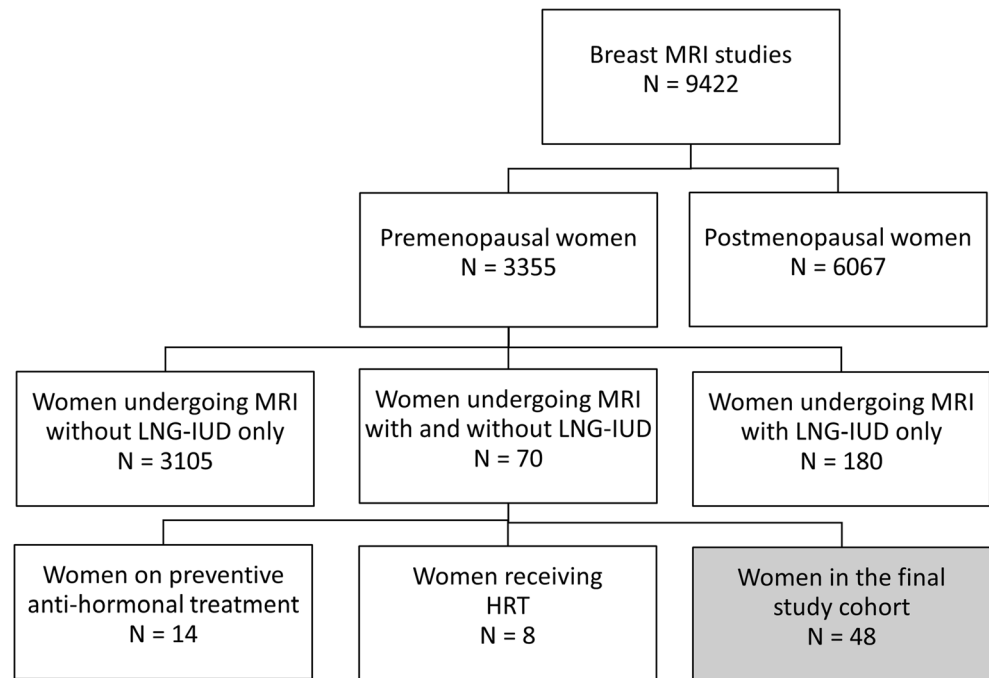 Breast MRI studies
N = 9422
Premenopausal women
N = 3355
Postmenopausal women
N = 6067
Women undergoing MRI
without LNG-IUD only
N = 3105
Women undergoing MRI
with and without LNG-IUD
N = 70
Women undergoing MRI
with LNG-IUD only
N = 180
Women on preventive
anti-hormonal treatment
N = 14
Women receiving
HRT
N = 8
Women in the final
study cohort
N = 48